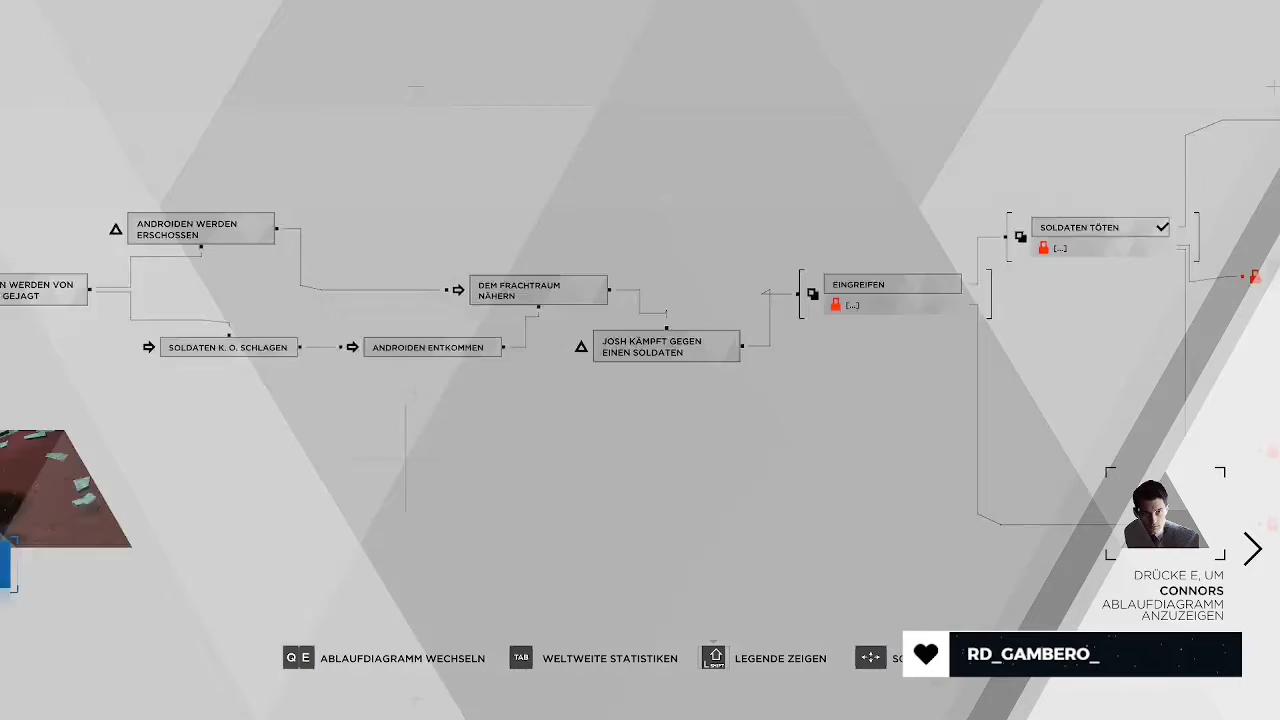 ANDROIDEN WERDEN
ERSCHOSSEN
SOLDATEN TÖTEN
[...]
N WERDEN VON
GEJAGT
DEM FRACHTRAUM
NÄHERN
EINGREIFEN
[...]
SOLDATEN K. O. SCHLAGEN
ANDROIDEN ENTKOMMEN
JOSH KÄMPFT GEGEN
EINEN SOLDATEN
DRÜCKE E, UM
CONNORS
ABLAUFDIAGRAMM
ANZUZEIGEN
Q E ABLAUFDIAGRAMM WECHSELN
TAB WELTWEITE STATISTIKEN
L SHIFT LEGENDE ZEIGEN
RD_GAMBERO_